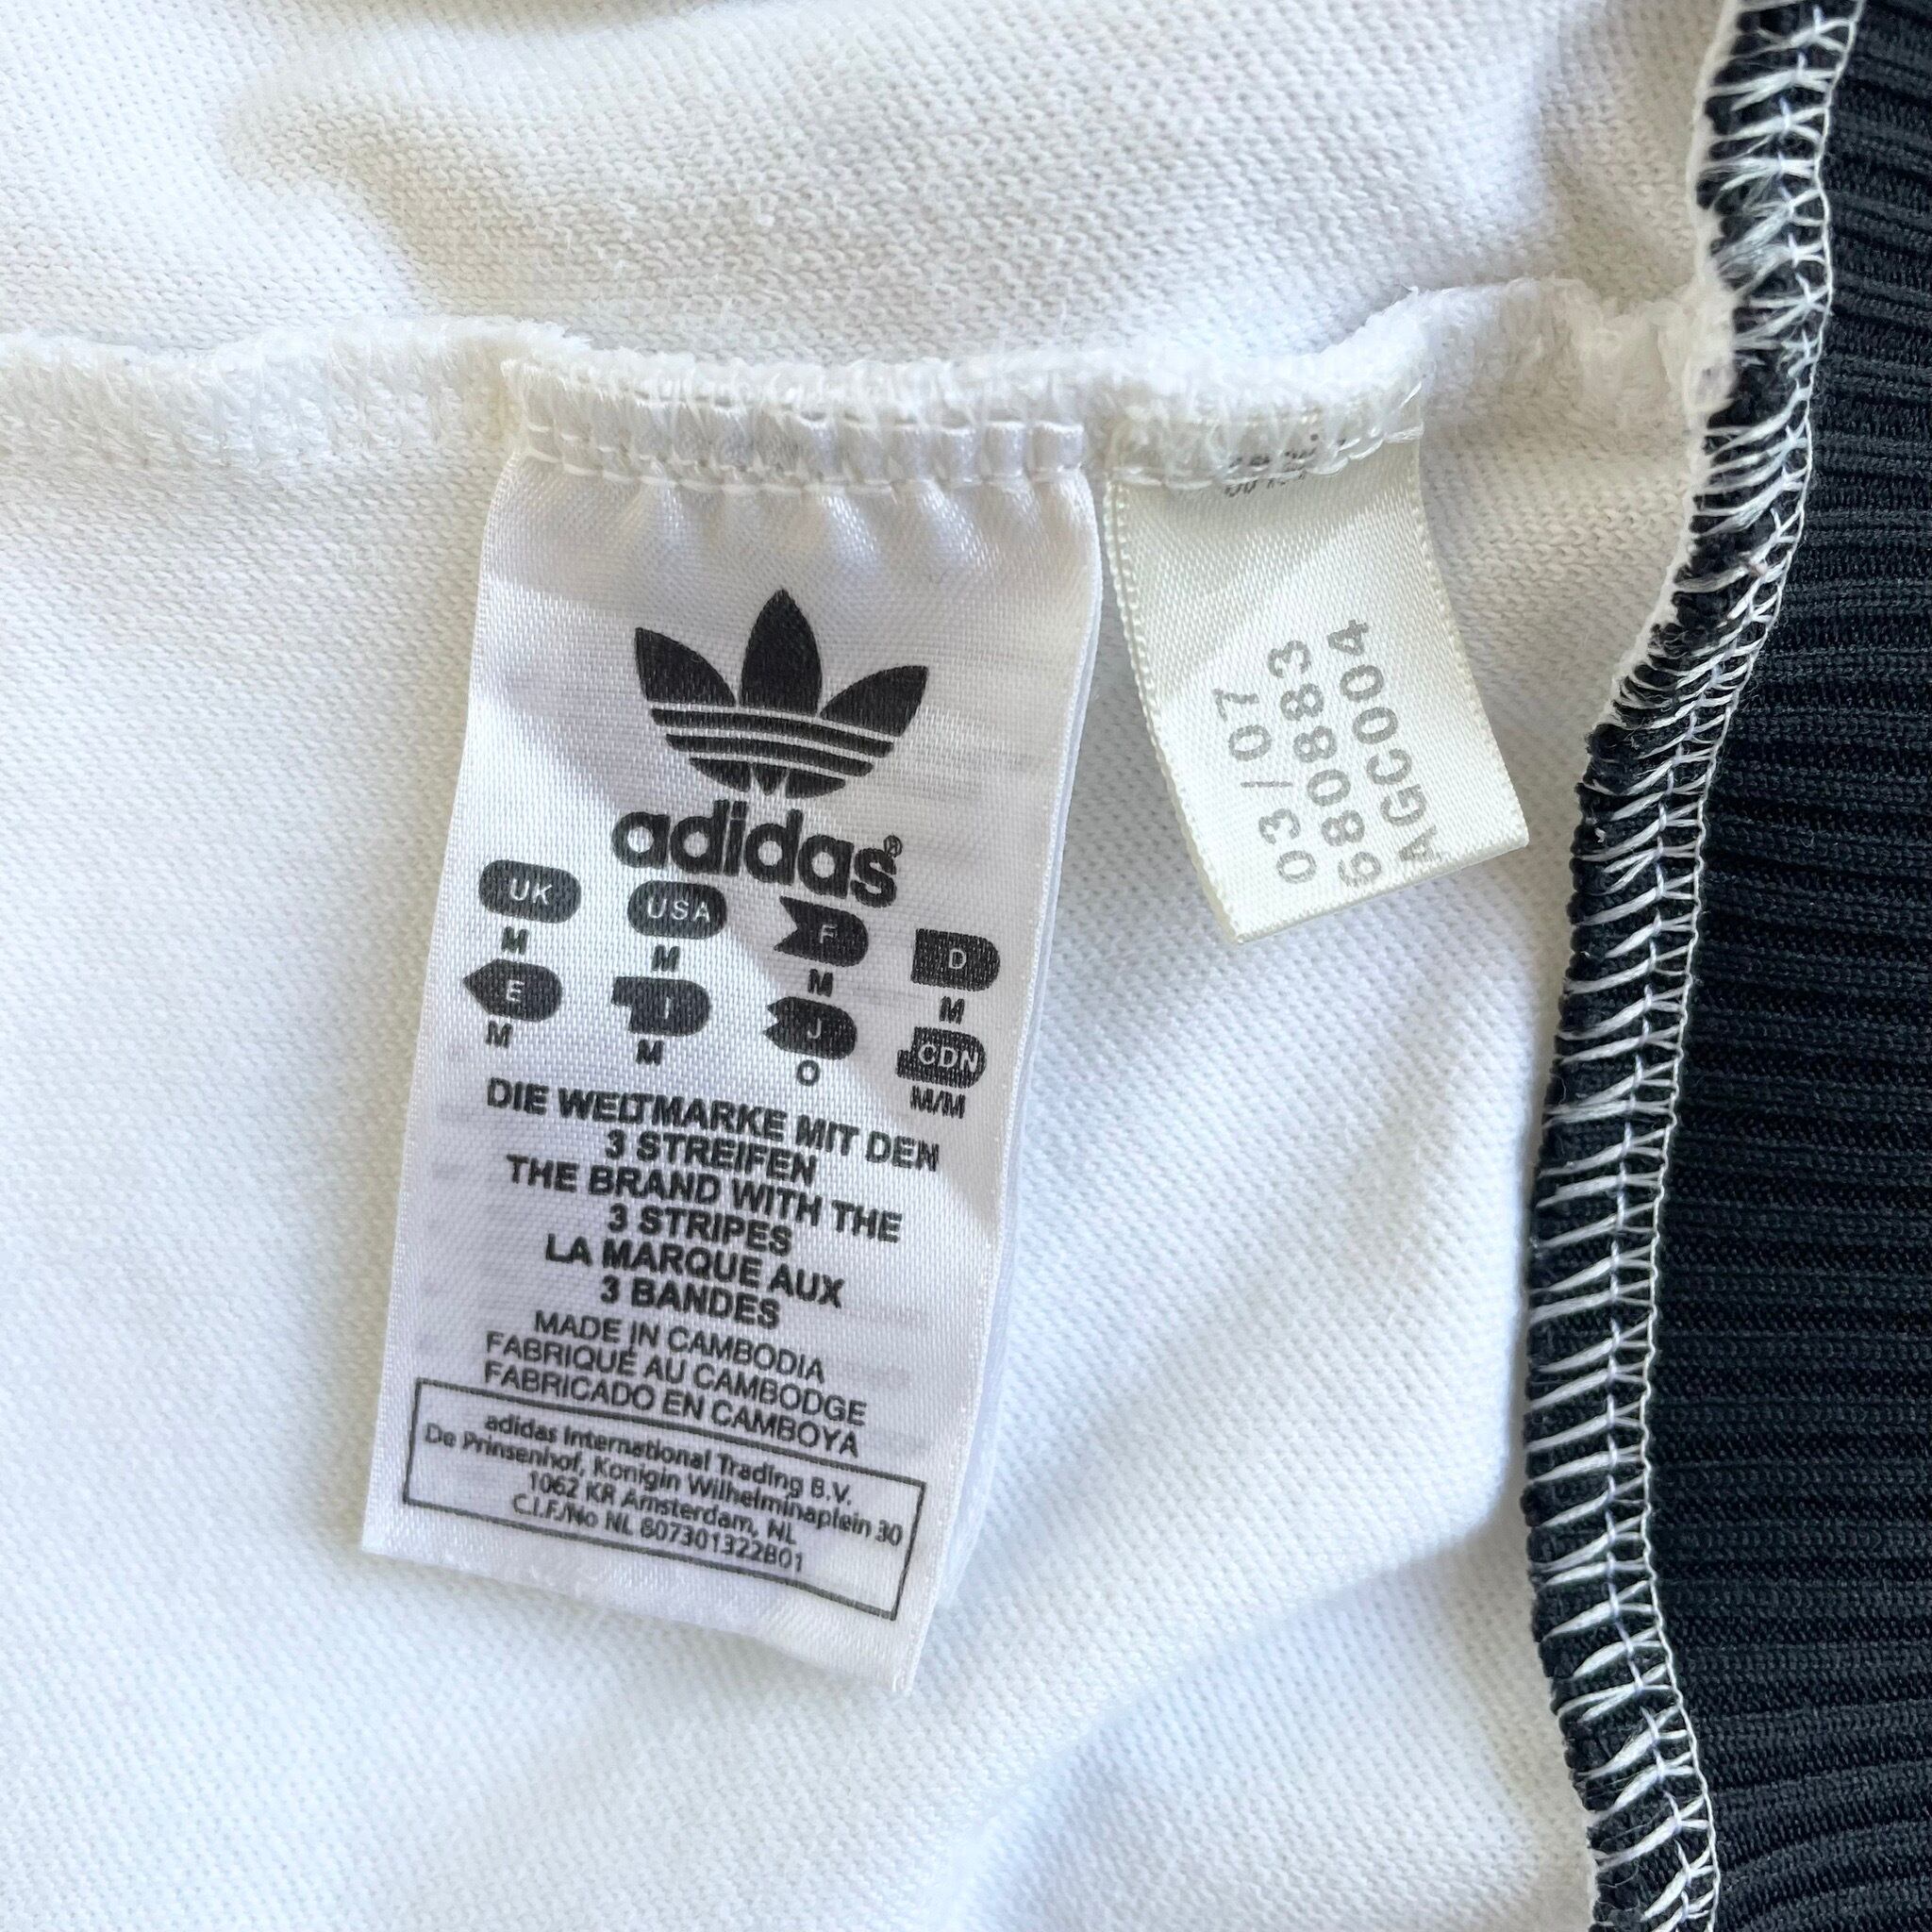 adidas®
UK USA F D
M M M M
E I J CDN
M M O M/M
DIE WELTMARKE MIT DEN
3 STREIFEN
THE BRAND WITH THE
3 STRIPES
LA MARQUE AUX
3 BANDES
MADE IN CAMBODIA
FABRIQUÉ AU CAMBODGE
FABRICADO EN CAMBOYA
adidas International Trading B.V.
De Prinsenhof, Konigin Wilhelminaplein 30
1062 KR Amsterdam, NL
C.I.F./No NL 607301322B01
03/07
680883
AGC004